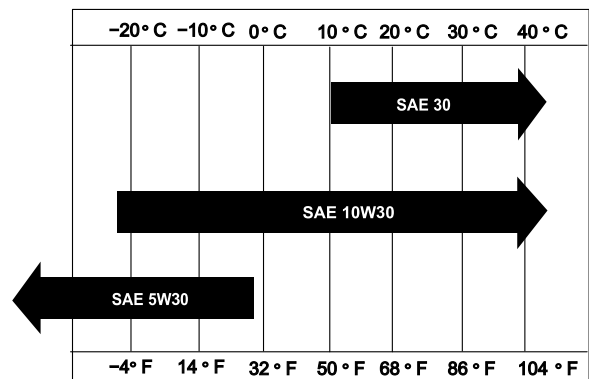 −20° C −10° C 0° C 10° C 20° C 30° C 40° C
SAE 30
SAE 10W30
SAE 5W30
−4° F 14° F 32° F 50° F 68° F 86° F 104° F